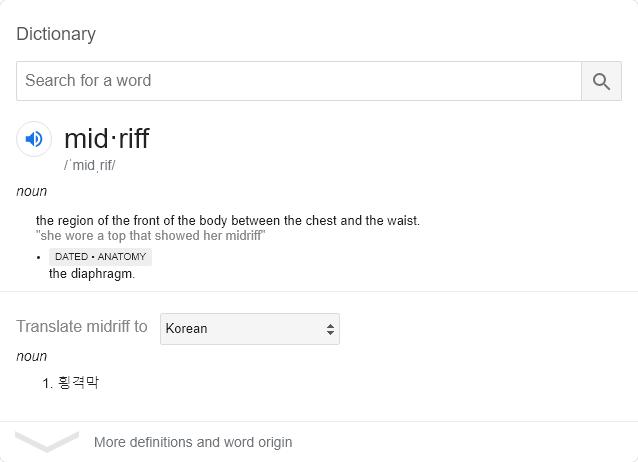 Dictionary
Search for a word
mid·riff
/ˈmidˌrif/
noun
the region of the front of the body between the chest and the waist.
"she wore a top that showed her midriff"
• DATED • ANATOMY
the diaphragm.
Translate midriff to Korean
noun
1. 횡격막
More definitions and word origin